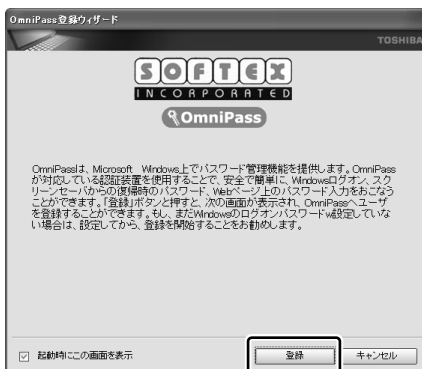 OmniPass登録ウィザード
TOSHIBA
SOFTEX
INCORPORATED
OmniPass
OmniPassは、Microsoft Windows上でパスワード管理機能を提供します。OmniPass
が対応している認証装置を使用することで、安全で簡単に、Windowsログオン、スク
リーンセーバからの復帰時のパスワード、Webページ上のパスワード入力をおこなう
ことができます。「登録」ボタンと押すと、次の画面が表示され、OmniPassへユーザ
を登録することができます。もし、まだWindowsのログオンパスワードw設定していな
い場合は、設定してから、登録を開始することをお勧めします。
起動時にこの画面を表示
登録
キャンセル